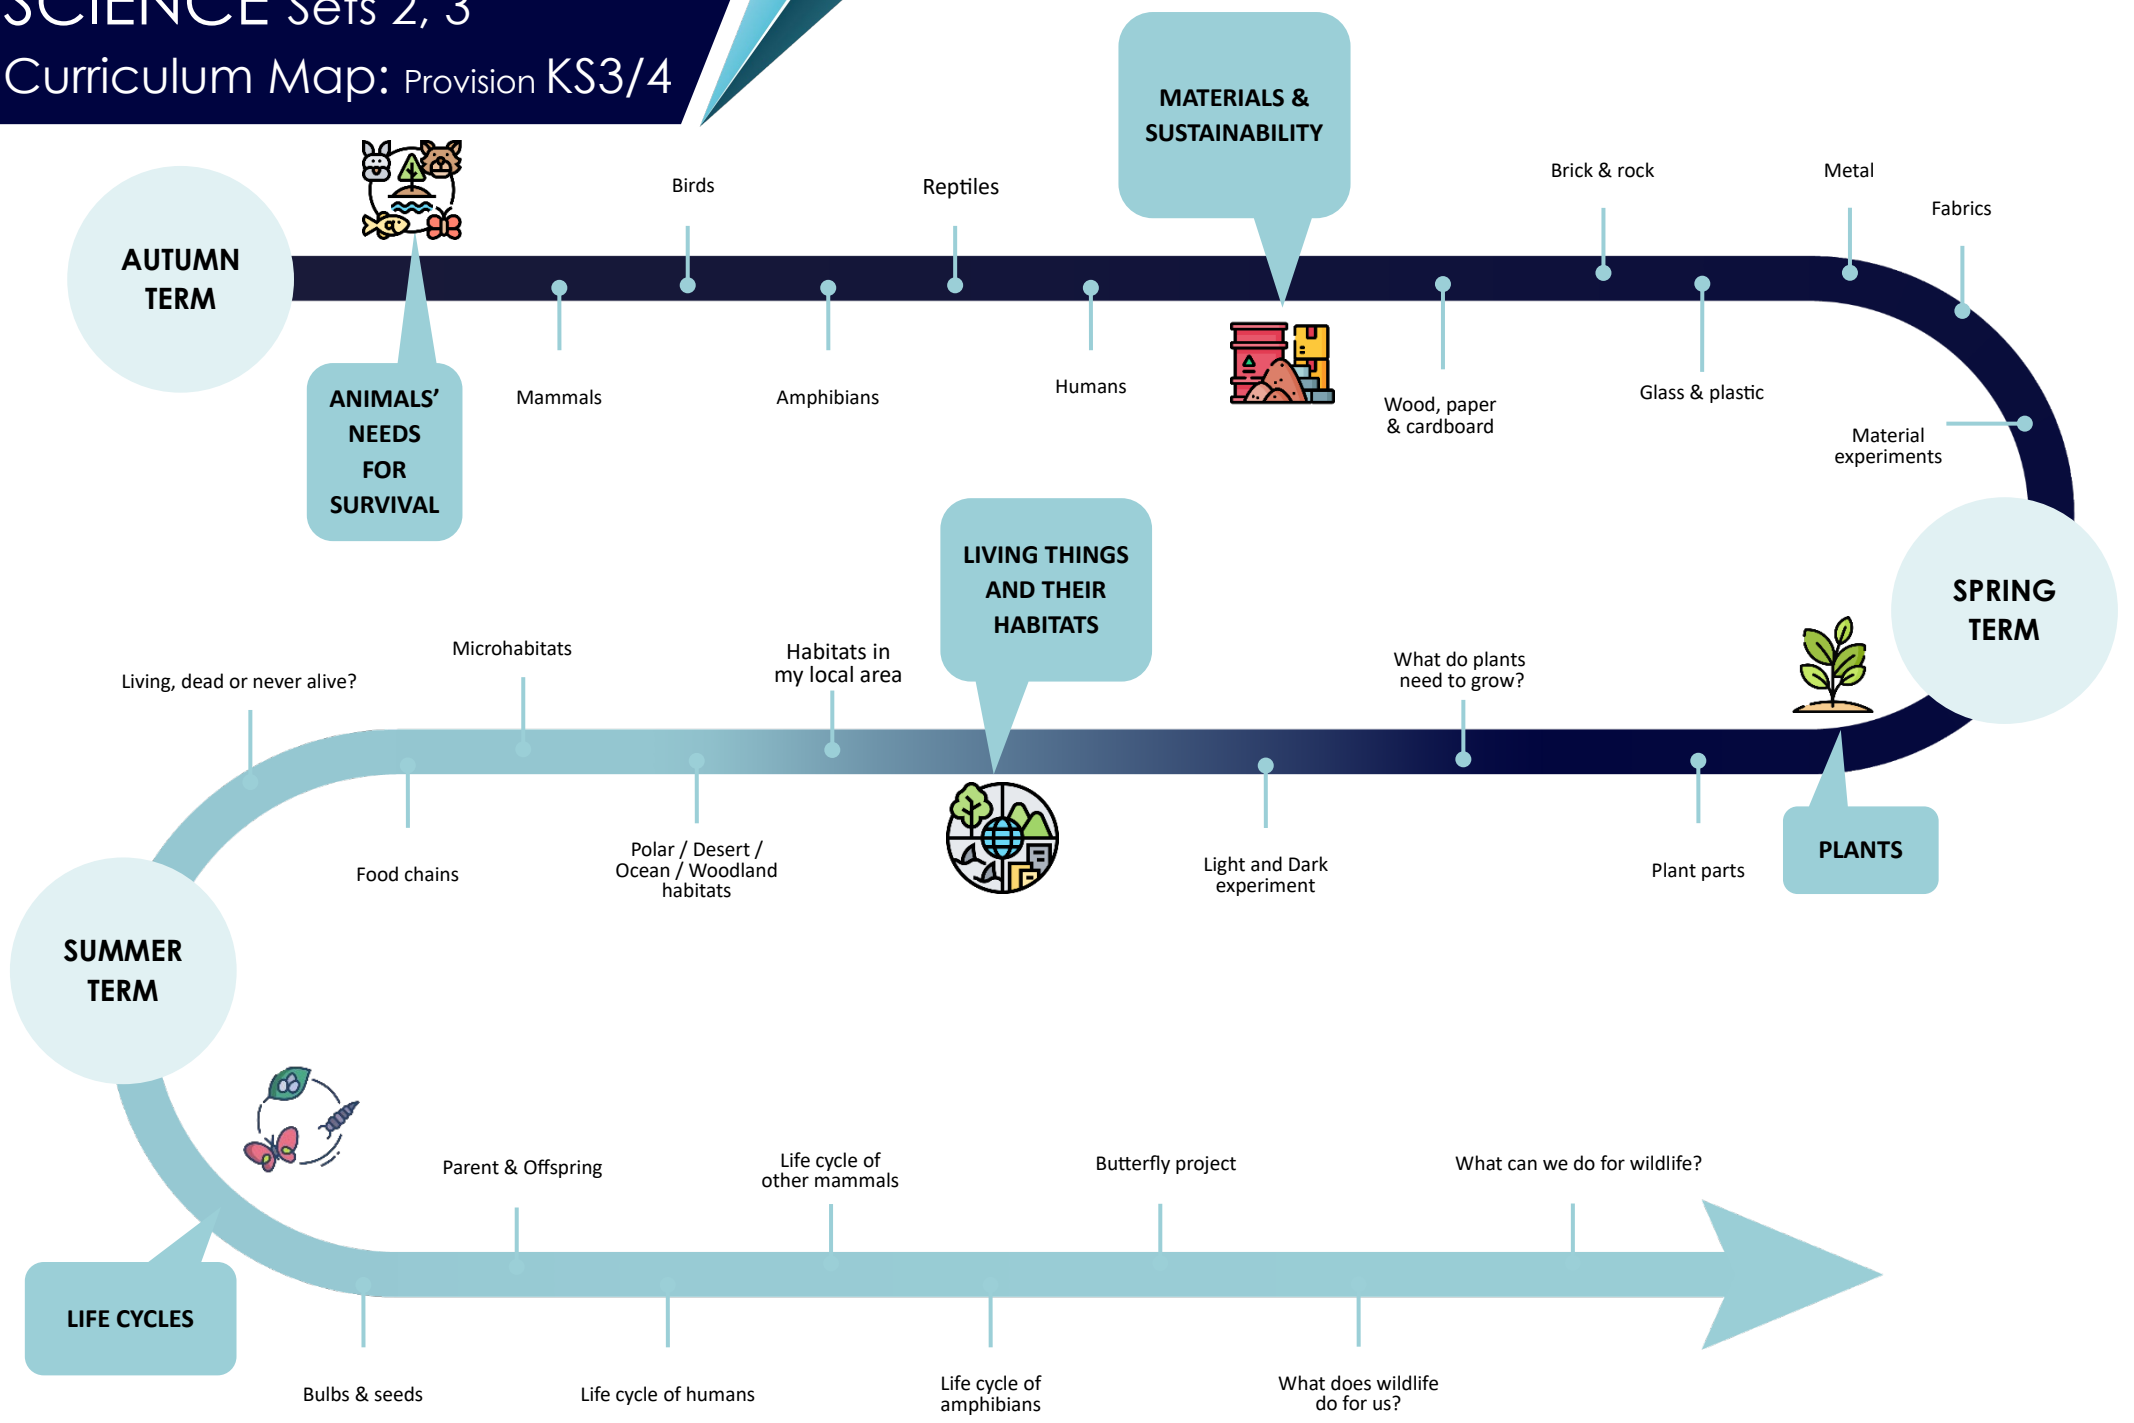 SCIENCE Sets 2, 3
Curriculum Map: Provision KS3/4
AUTUMN
TERM
ANIMALS’
NEEDS
FOR
SURVIVAL
Mammals
Birds
Amphibians
Reptiles
Humans
MATERIALS &
SUSTAINABILITY
Wood, paper
& cardboard
Brick & rock
Glass & plastic
Metal
Fabrics
Material
experiments
SPRING
TERM
PLANTS
Plant parts
What do plants
need to grow?
Light and Dark
experiment
LIVING THINGS
AND THEIR
HABITATS
Habitats in
my local area
Polar / Desert /
Ocean / Woodland
habitats
Microhabitats
Food chains
Living, dead or never alive?
SUMMER
TERM
LIFE CYCLES
Bulbs & seeds
Parent & Offspring
Life cycle of humans
Life cycle of
other mammals
Life cycle of
amphibians
Butterfly project
What does wildlife
do for us?
What can we do for wildlife?